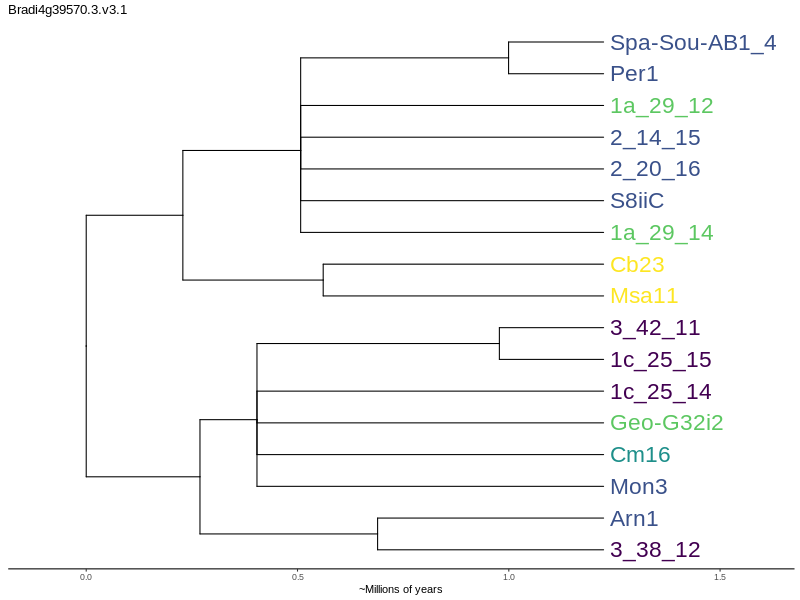 Bradi4g39570.3.v3.1
Spa-Sou-AB1_4
Per1
1a_29_12
2_14_15
2_20_16
S8iiC
1a_29_14
Cb23
Msa11
3_42_11
1c_25_15
1c_25_14
Geo-G32i2
Cm16
Mon3
Arn1
3_38_12
0.0 0.5 1.0 1.5
~Millions of years